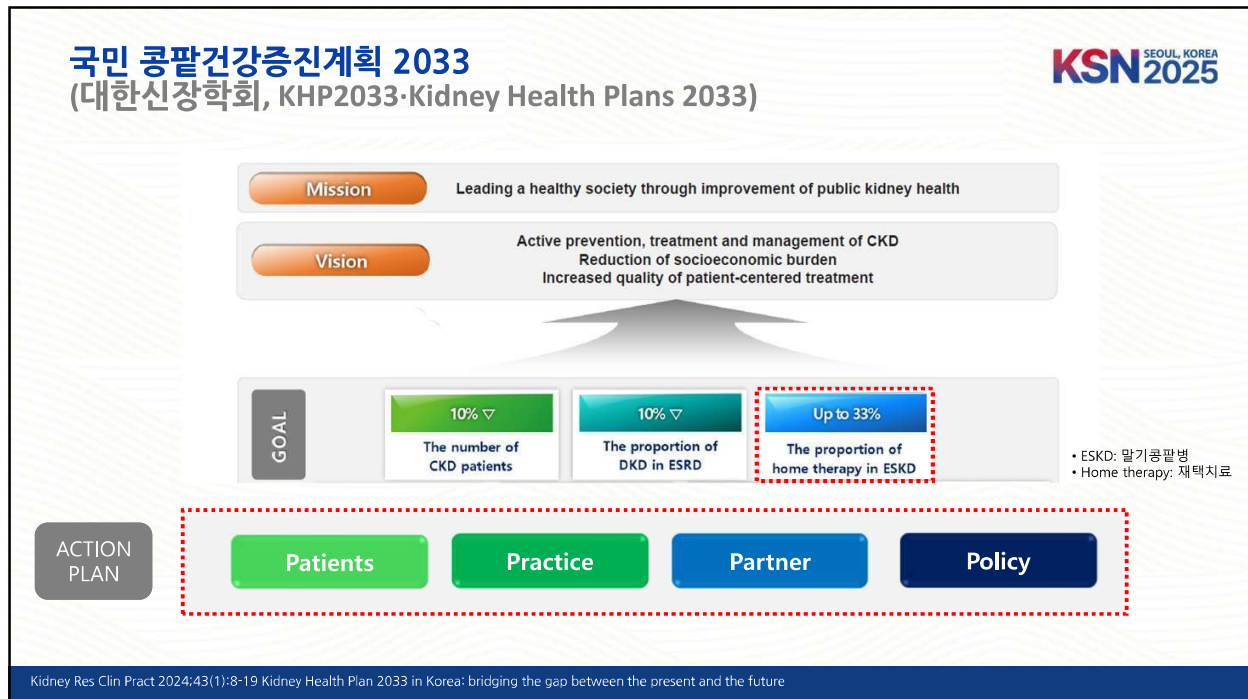 국민 콩팥건강증진계획 2033
(대한신장학회, KHP2033·Kidney Health Plans 2033)
KSN SEOUL, KOREA 2025
Mission
Leading a healthy society through improvement of public kidney health
Vision
Active prevention, treatment and management of CKD
Reduction of socioeconomic burden
Increased quality of patient-centered treatment
GOAL
10% ▽
The number of
CKD patients
10% ▽
The proportion of
DKD in ESRD
Up to 33%
The proportion of
home therapy in ESKD
• ESKD: 말기콩팥병
• Home therapy: 재택치료
ACTION
PLAN
Patients
Practice
Partner
Policy
Kidney Res Clin Pract 2024;43(1):8-19 Kidney Health Plan 2033 in Korea: bridging the gap between the present and the future